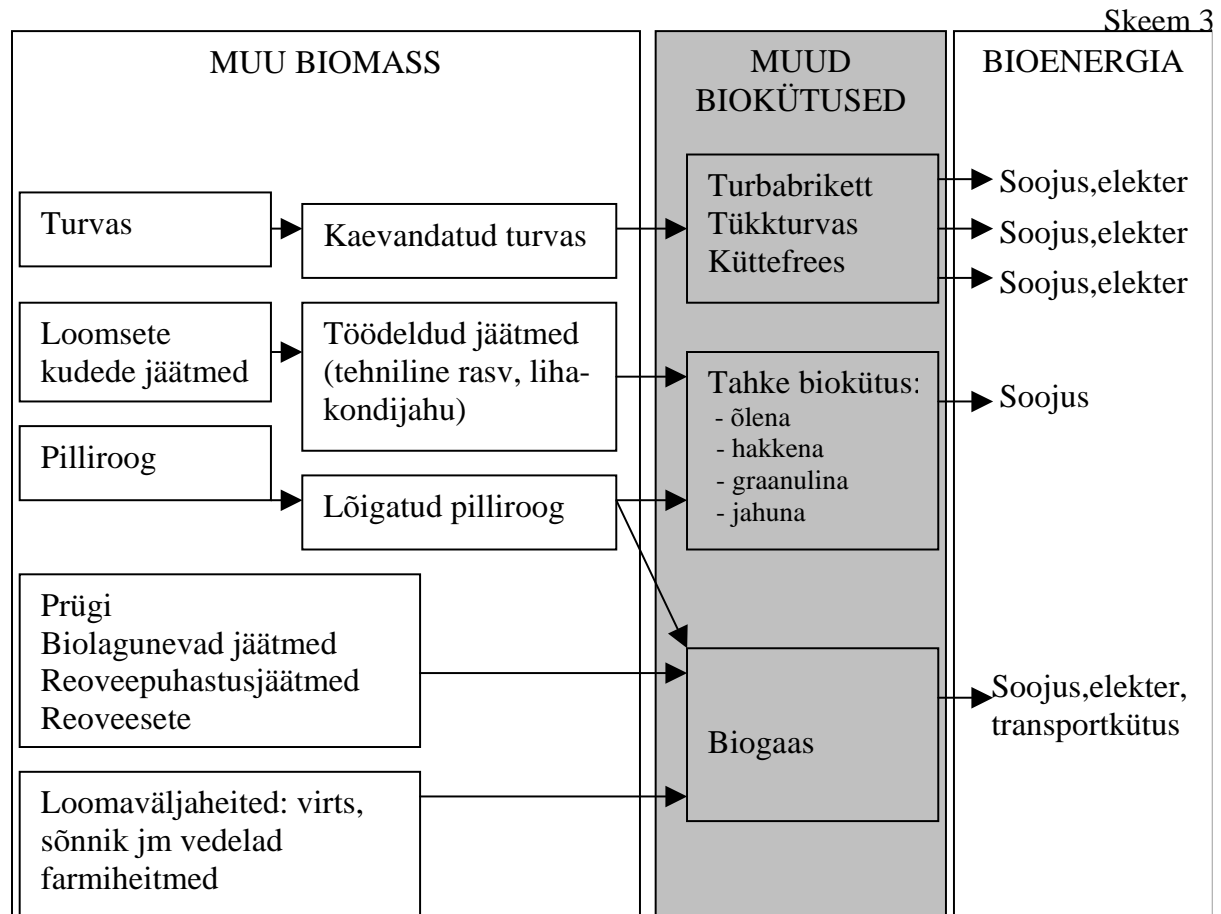 Skeem 3
MUU BIOMASS
MUUD
BIOKÜTUSED
BIOENERGIA
Turvas
Kaevandatud turvas
Turbabrikett
Tükkturvas
Küttefrees
Soojus,elekter
Soojus,elekter
Soojus,elekter
Loomsete
kudede jäätmed
Töödeldud jäätmed
(tehniline rasv, liha-
kondijahu)
Tahke biokütus:
- õlena
- hakkena
- graanulina
- jahuna
Soojus
Pilliroog
Lõigatud pilliroog
Prügi
Biolagunevad jäätmed
Reoveepuhastusjäätmed
Reoveesete
Biogaas
Soojus,elekter,
transportkütus
Loomaväljaheited: virts,
sõnnik jm vedelad
farmiheitmed